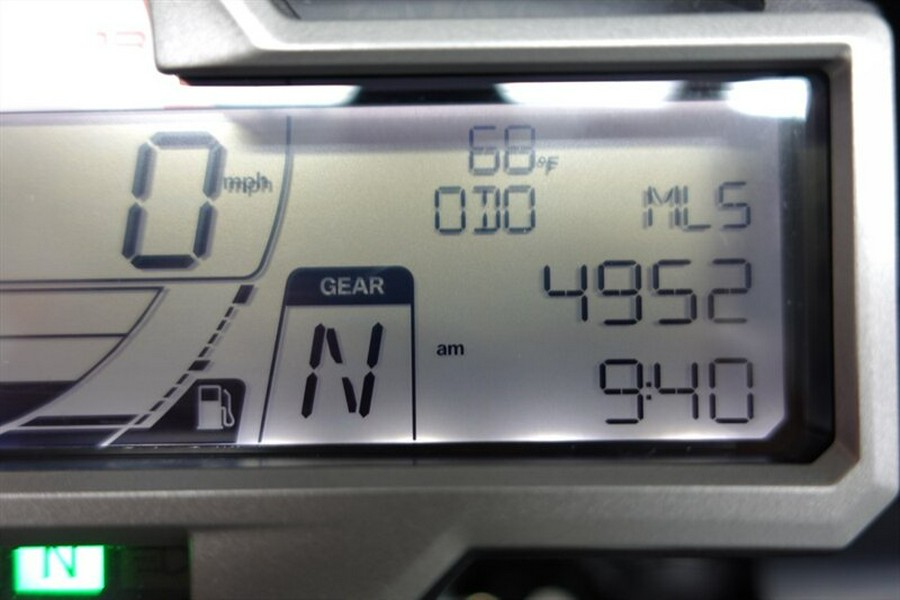 68°F
0 mph
ODO MLS
4952
GEAR
N
am
9:40
N